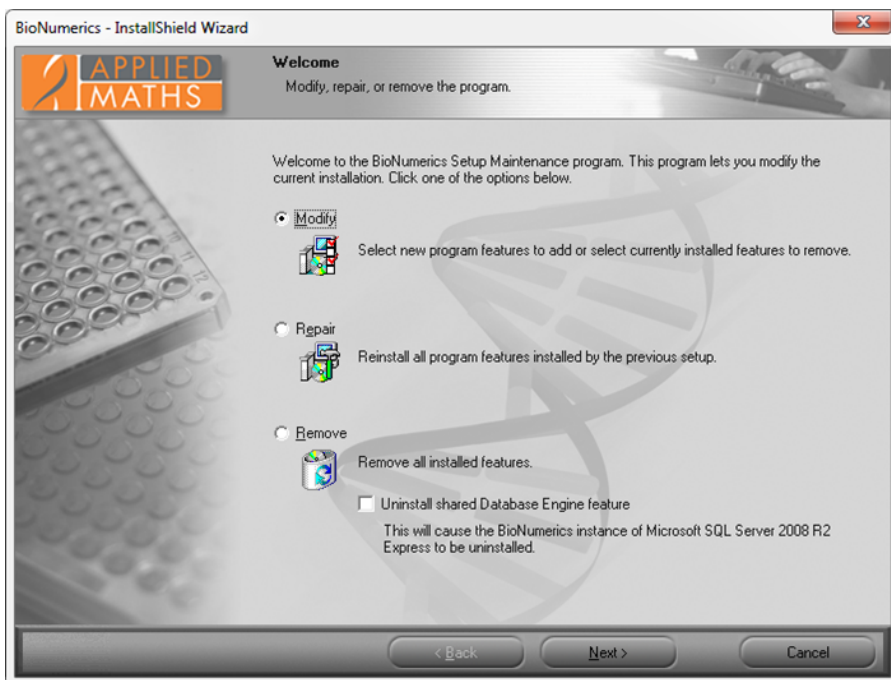 BioNumerics - InstallShield Wizard
APPLIED
MATHS
Welcome
Modify, repair, or remove the program.
Welcome to the BioNumerics Setup Maintenance program. This program lets you modify the
current installation. Click one of the options below.
Modify
Select new program features to add or select currently installed features to remove.
Repair
Reinstall all program features installed by the previous setup.
Remove
Remove all installed features.
Uninstall shared Database Engine feature
This will cause the BioNumerics instance of Microsoft SQL Server 2008 R2
Express to be uninstalled.
10 11 12
< Back
Next >
Cancel